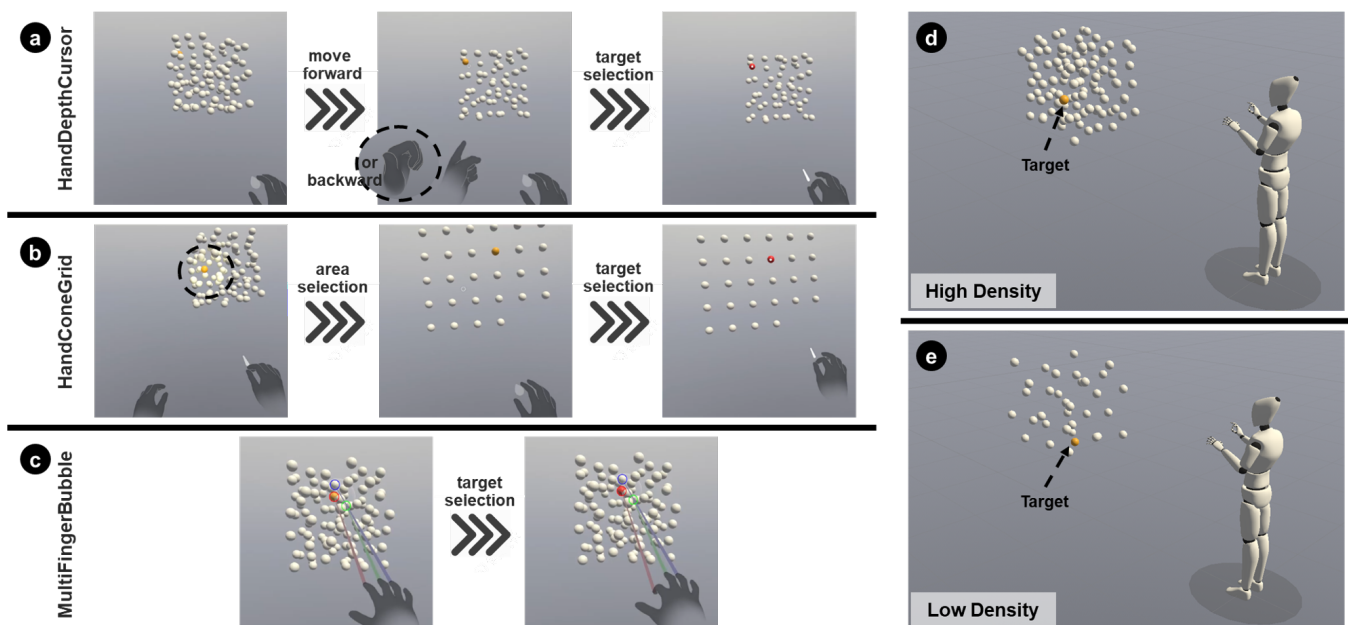 a
HandDepthCursor
move
forward
or
backward
target
selection
b
HandConeGrid
area
selection
target
selection
c
MultiFingerBubble
target
selection
d
Target
High Density
e
Target
Low Density